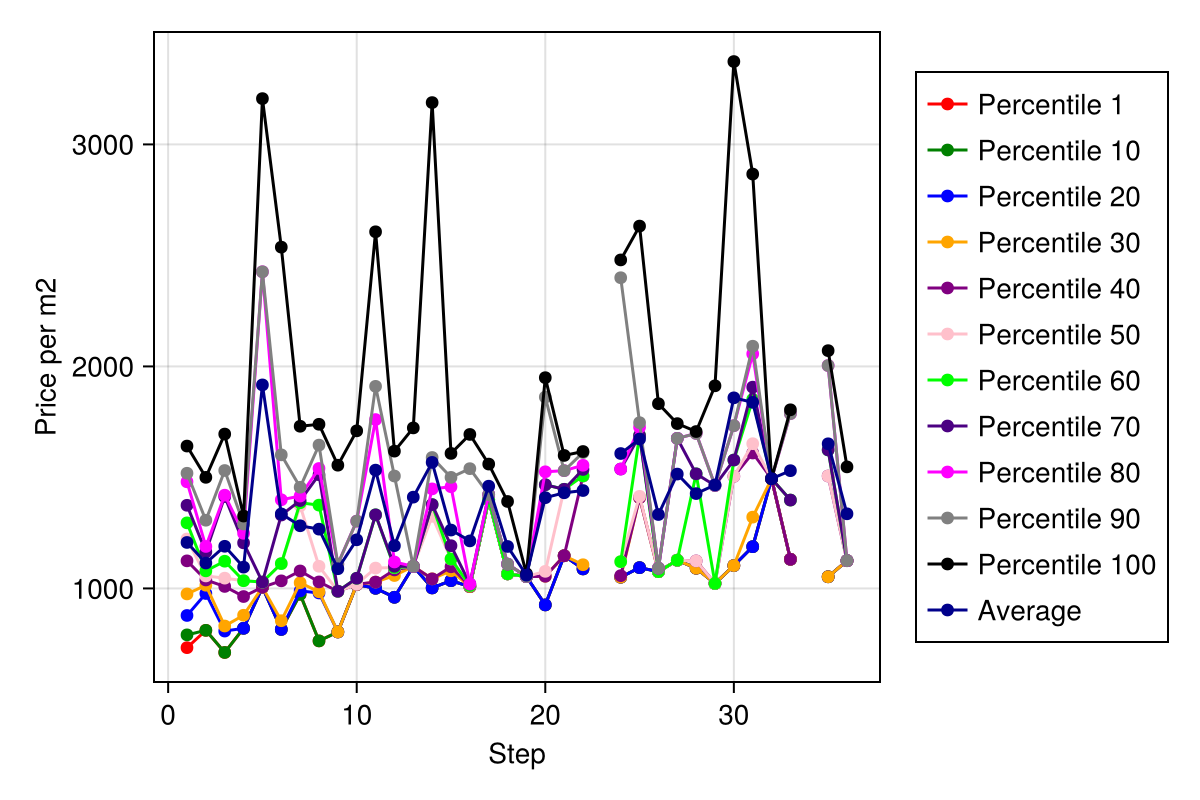 3000
2000
1000
0
10
20
30
Price per m2
Step
Percentile 1
Percentile 10
Percentile 20
Percentile 30
Percentile 40
Percentile 50
Percentile 60
Percentile 70
Percentile 80
Percentile 90
Percentile 100
Average